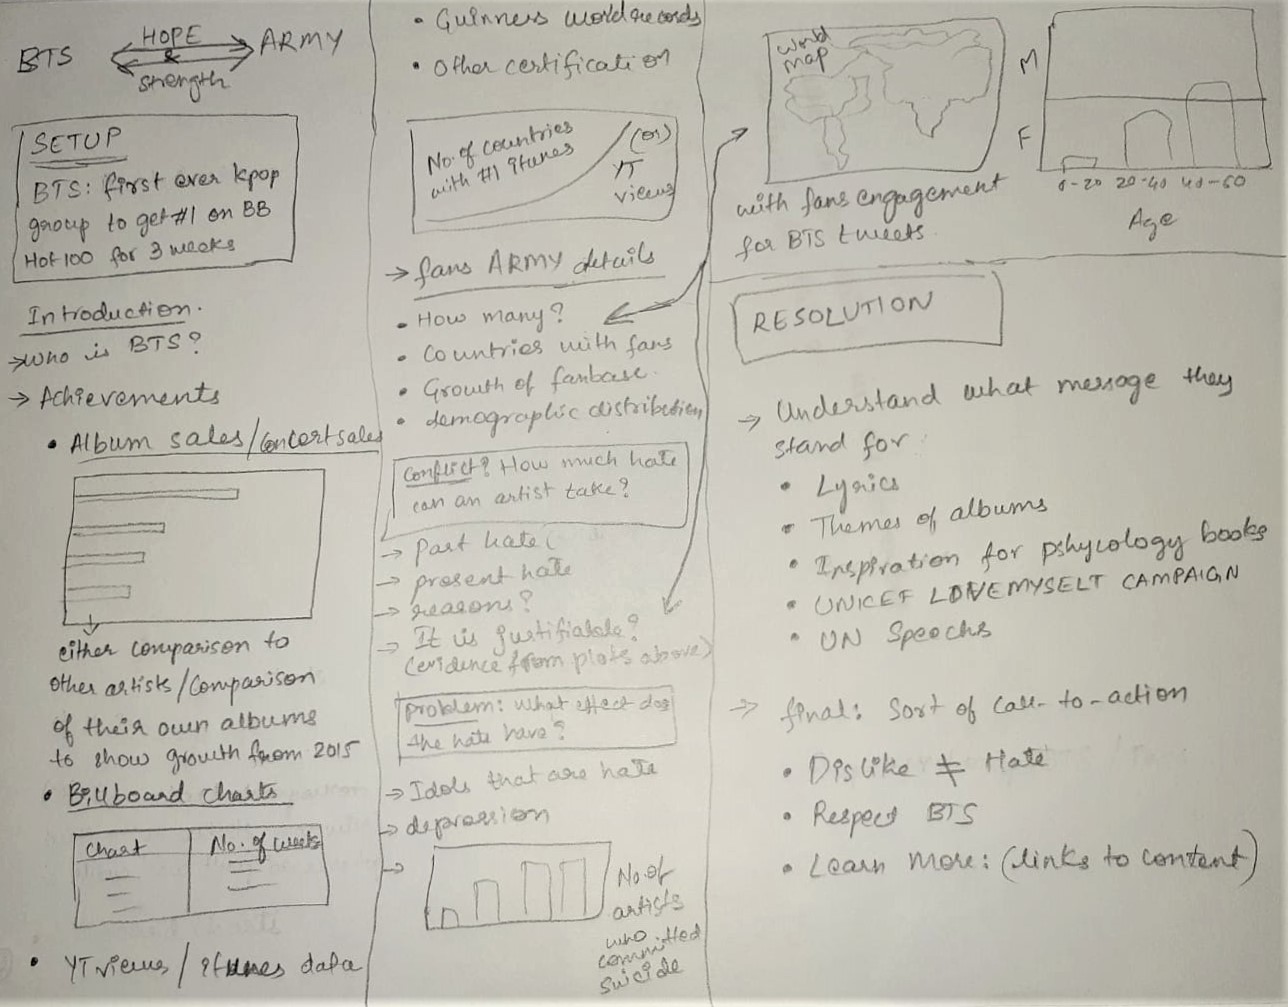 BTS
HOPE
&
strength
ARMY
SETUP
BTS: first ever kpop
group to get #1 on BB
Hot 100 for 3 weeks
Introduction.
→ Who is BTS?
→ Achievements
• Album sales/Concert sales
either comparison to
other artists/Comparison
of their own albums
to show growth from 2015
• Billboard charts
Chart
No. of weeks
• YT views / itunes data
• Guinness world records
• Other certification
No. of countries
with #1 itunes
(or)
YT
views
→ fans ARMY details
• How many?
• Countries with fans
• Growth of fanbase.
• demographic distribution
Conflict? How much hate
can an artist take?
→ Past hate
→ present hate
→ reasons?
→ It is justifiable?
(evidence from plots above)
problem: What effect does
the hate have?
→ Idols that are hate
→ depression
→
No. of
artists
who
committed
suicide
World
map
with fans engagement
for BTS tweets.
M
F
0-20 20-40 40-60
Age
RESOLUTION
→ Understand what message they
stand for:
• Lyrics
• Themes of albums
• Inspiration for pshycology books
• UNICEF LOVEMYSELF CAMPAIGN
• UN Speechs
→ final: Sort of call-to-action
• Dislike ≠ Hate
• Respect BTS
• Learn More: (links to content)